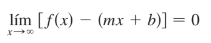 lím [f(x) − (mx + b)] = 0
x→∞